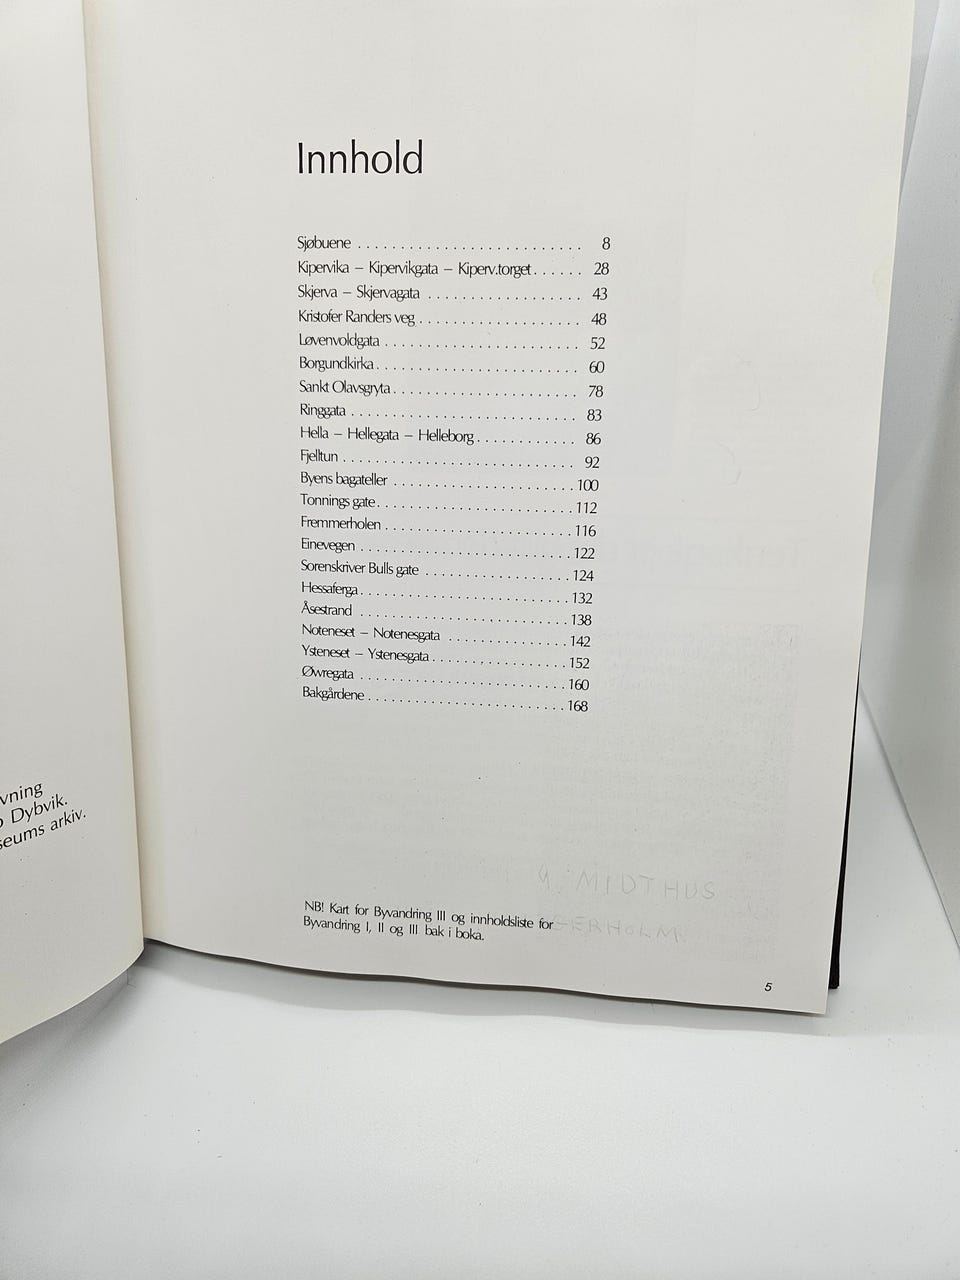 Innhold
Sjøbuene . . . . . . . . . . . . . . . . . . . . . . . . . . 8
Kipervika – Kipervikgata – Kiperv.torget . . . . . . 28
Skjerva – Skjervagata . . . . . . . . . . . . . . . . . . 43
Kristofer Randers veg . . . . . . . . . . . . . . . . . . . 48
Løvenvoldgata . . . . . . . . . . . . . . . . . . . . . . . 52
Borgundkirka . . . . . . . . . . . . . . . . . . . . . . . . 60
Sankt Olavsgryta . . . . . . . . . . . . . . . . . . . . . . 78
Ringgata . . . . . . . . . . . . . . . . . . . . . . . . . . 83
Hella – Hellegata – Helleborg . . . . . . . . . . . . 86
Fjelltun . . . . . . . . . . . . . . . . . . . . . . . . . . . 92
Byens bagateller . . . . . . . . . . . . . . . . . . . . . 100
Tonnings gate . . . . . . . . . . . . . . . . . . . . . . . 112
Fremmerholen . . . . . . . . . . . . . . . . . . . . . . 116
Einevegen . . . . . . . . . . . . . . . . . . . . . . . . . 122
Sorenskriver Bulls gate . . . . . . . . . . . . . . . . . 124
Hessaferga . . . . . . . . . . . . . . . . . . . . . . . . . 132
Åsestrand . . . . . . . . . . . . . . . . . . . . . . . . . 138
Noteneset – Notenesgata . . . . . . . . . . . . . . 142
Ysteneset – Ystenesgata . . . . . . . . . . . . . . . . 152
Øwregata . . . . . . . . . . . . . . . . . . . . . . . . . 160
Bakgårdene . . . . . . . . . . . . . . . . . . . . . . . . 168
vning
Dybvik.
seums arkiv.
MIDTHUS
GERHOLM.
NB! Kart for Byvandring III og innholdsliste for
Byvandring I, II og III bak i boka.
5